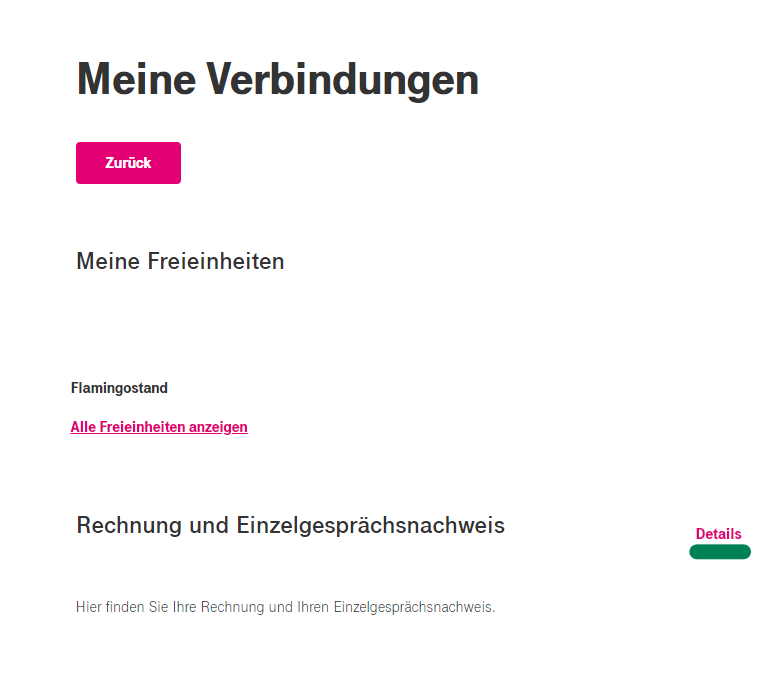 Meine Verbindungen
Zurück
Meine Freieinheiten
Flamingostand
Alle Freieinheiten anzeigen
Rechnung und Einzelgesprächsnachweis
Details
Hier finden Sie Ihre Rechnung und Ihren Einzelgesprächsnachweis.